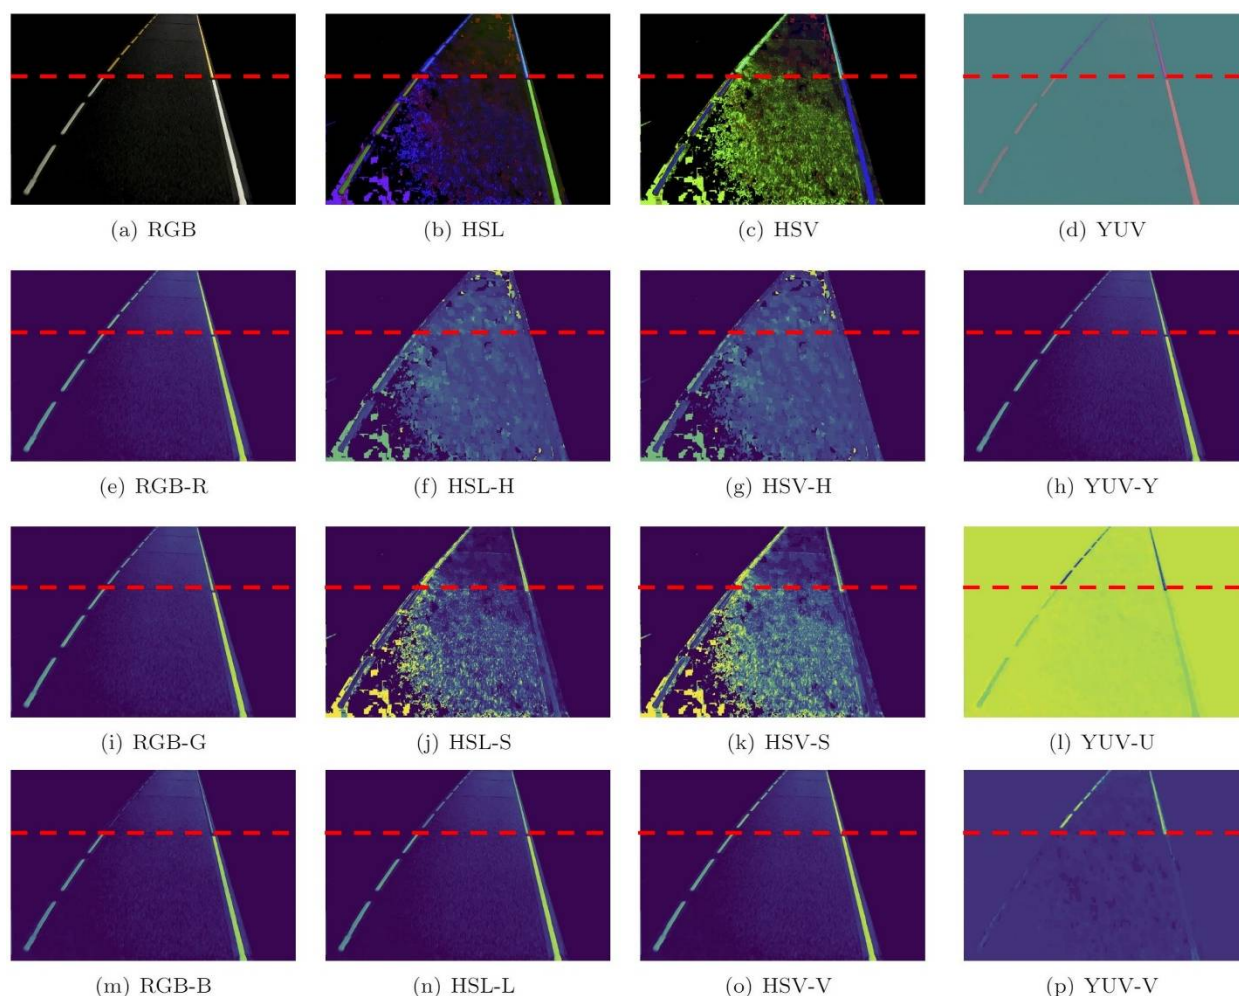 (a) RGB
(b) HSL
(c) HSV
(d) YUV
(e) RGB-R
(f) HSL-H
(g) HSV-H
(h) YUV-Y
(i) RGB-G
(j) HSL-S
(k) HSV-S
(l) YUV-U
(m) RGB-B
(n) HSL-L
(o) HSV-V
(p) YUV-V